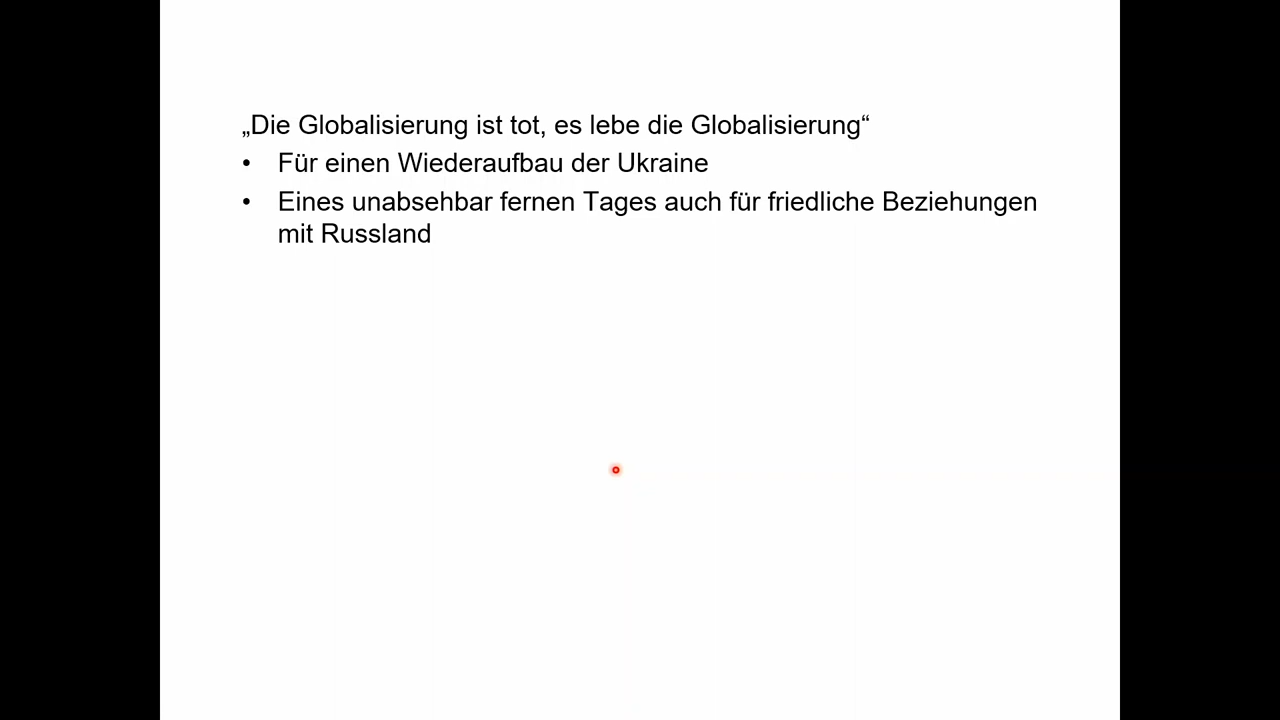 „Die Globalisierung ist tot, es lebe die Globalisierung“
• Für einen Wiederaufbau der Ukraine
• Eines unabsehbar fernen Tages auch für friedliche Beziehungen
mit Russland